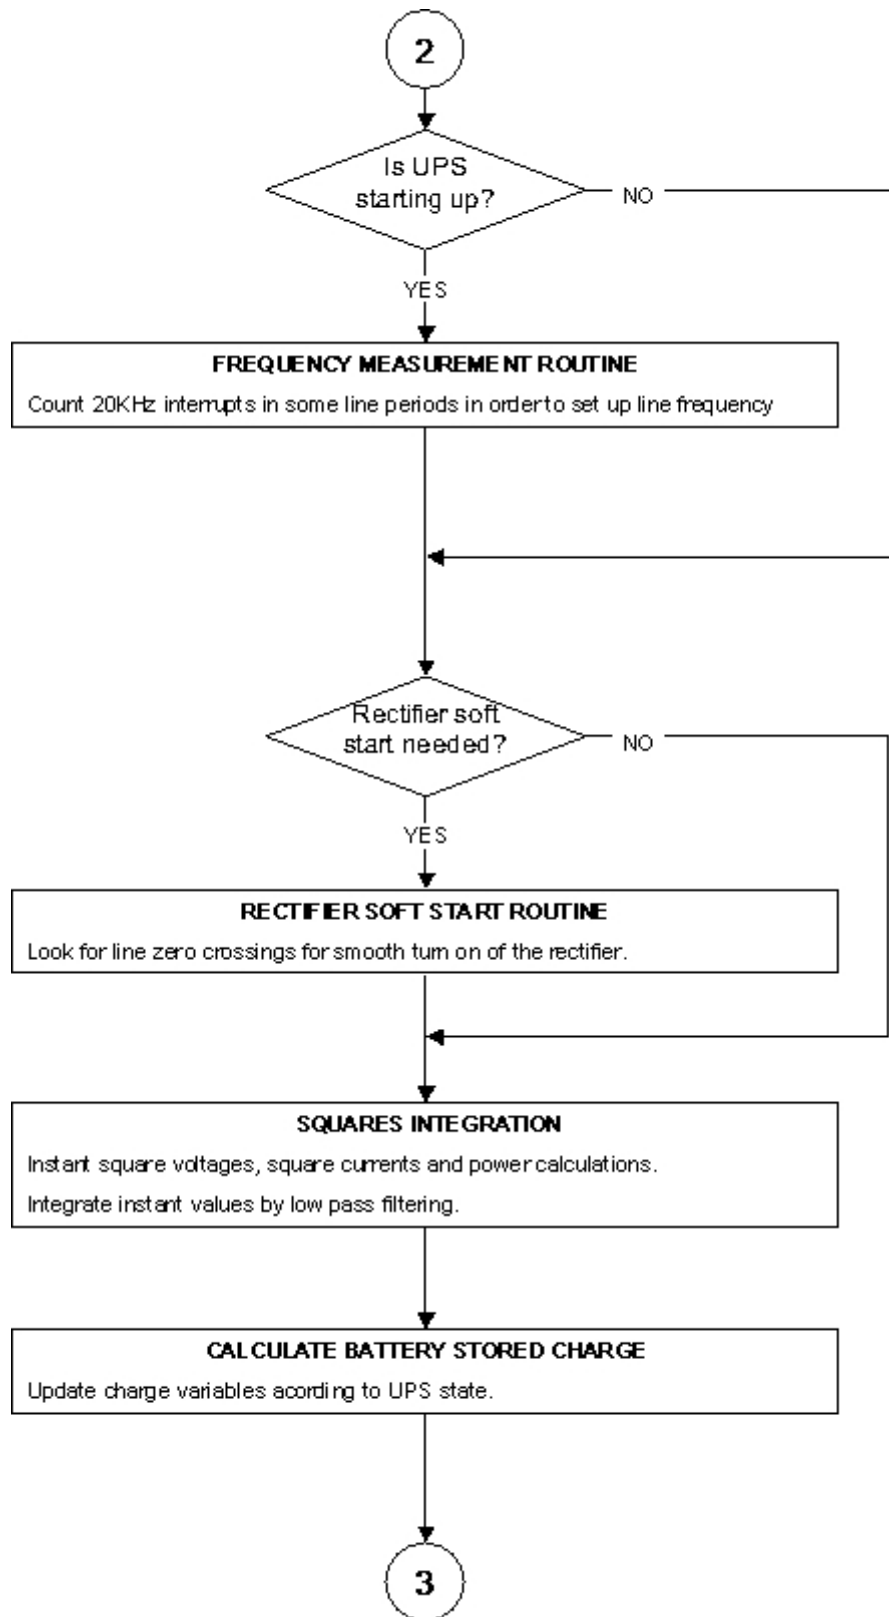 2
Is UPS
starting up?
NO
YES
FREQUENCY MEASUREMENT ROUTINE
Count 20KHz interrupts in some line periods in order to set up line frequency
Rectifier soft
start needed?
NO
YES
RECTIFIER SOFT START ROUTINE
Look for line zero crossings for smooth turn on of the rectifier.
SQUARES INTEGRATION
Instant square voltages, square currents and power calculations.
Integrate instant values by low pass filtering.
CALCULATE BATTERY STORED CHARGE
Update charge variables acording to UPS state.
3